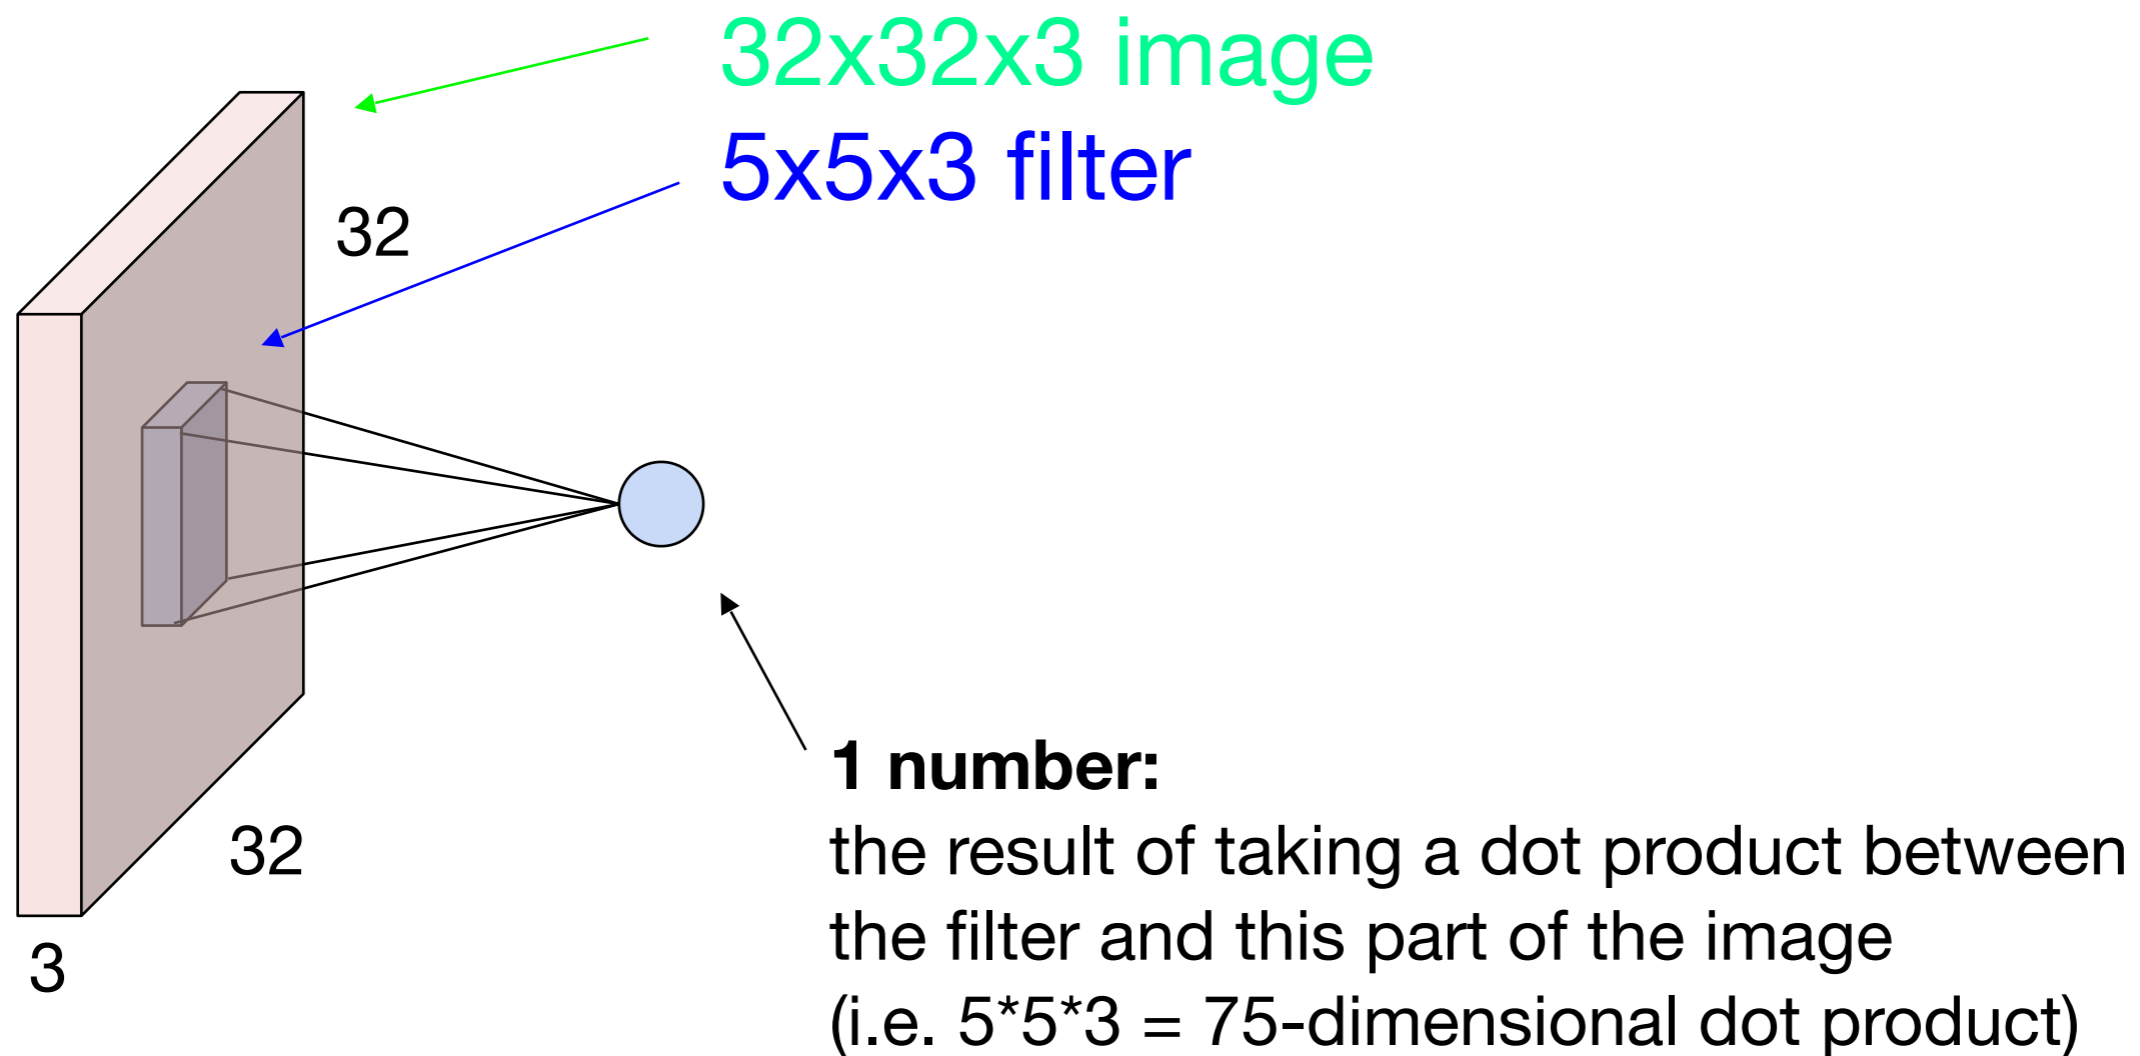 32x32x3 image
5x5x3 filter
32
32
3
1 number:
the result of taking a dot product between
the filter and this part of the image
(i.e. 5*5*3 = 75-dimensional dot product)